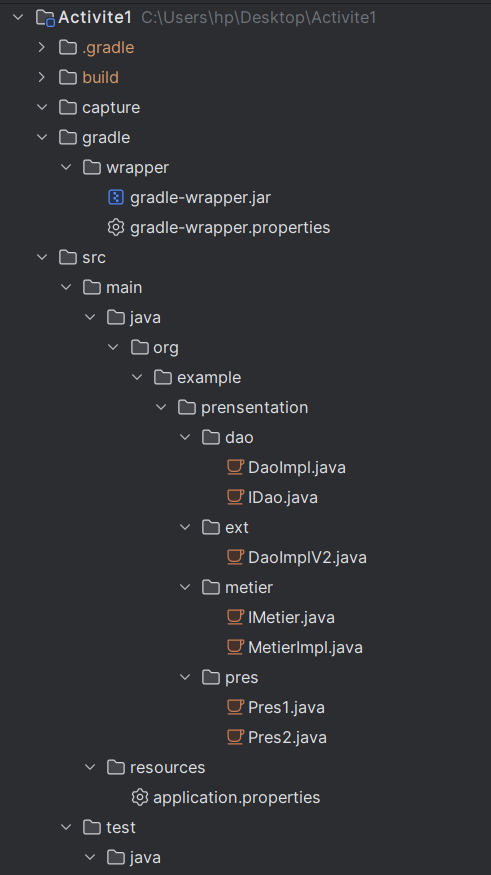 Activite1 C:\Users\hp\Desktop\Activite1
.gradle
build
capture
gradle
wrapper
gradle-wrapper.jar
gradle-wrapper.properties
src
main
java
org
example
prensentation
dao
DaoImpl.java
IDao.java
ext
DaoImplV2.java
metier
IMetier.java
MetierImpl.java
pres
Pres1.java
Pres2.java
resources
application.properties
test
java